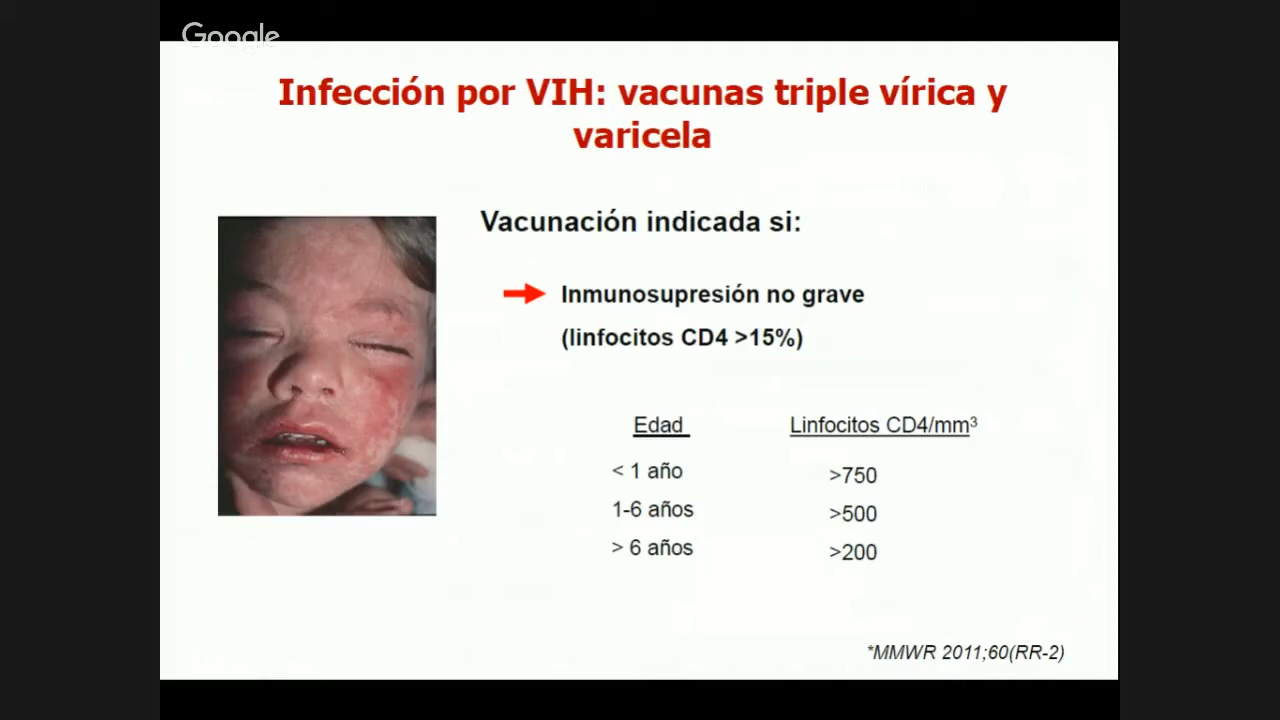 Google
Infección por VIH: vacunas triple vírica y
varicela
Vacunación indicada si:
Inmunosupresión no grave
(linfocitos CD4 >15%)
Edad Linfocitos CD4/mm³
< 1 año >750
1-6 años >500
> 6 años >200
*MMWR 2011;60(RR-2)